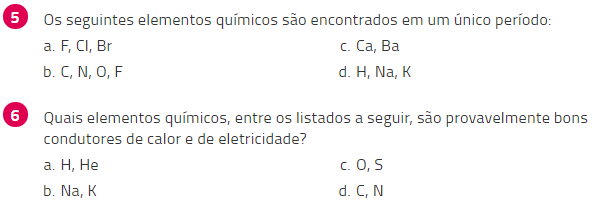 5 Os seguintes elementos químicos são encontrados em um único período:
a. F, Cl, Br
c. Ca, Ba
b. C, N, O, F
d. H, Na, K
6 Quais elementos químicos, entre os listados a seguir, são provavelmente bons
condutores de calor e de eletricidade?
a. H, He
c. O, S
b. Na, K
d. C, N